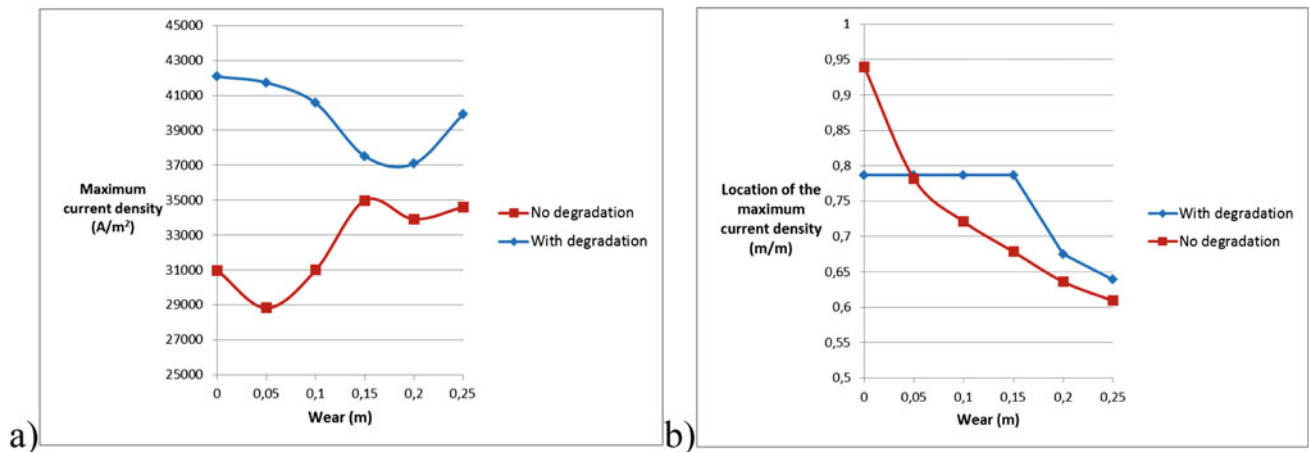 45000
43000
41000
39000
37000
35000
33000
31000
29000
27000
25000
Maximum
current density
(A/m²)
0
0,05
0,1
0,15
0,2
0,25
Wear (m)
No degradation
With degradation
a)
1
0,95
0,9
0,85
0,8
0,75
0,7
0,65
0,6
0,55
0,5
Location of the
maximum
current density
(m/m)
0
0,05
0,1
0,15
0,2
0,25
Wear (m)
With degradation
No degradation
b)